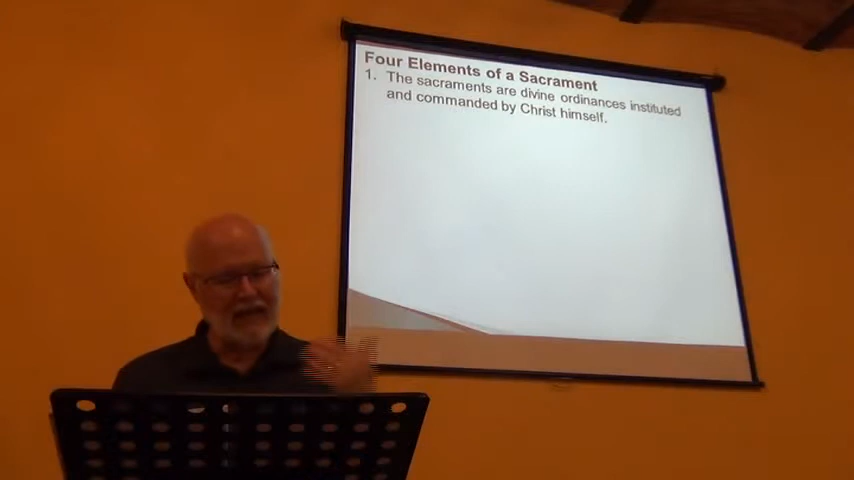 Four Elements of a Sacrament
1. The sacraments are divine ordinances instituted
and commanded by Christ himself.